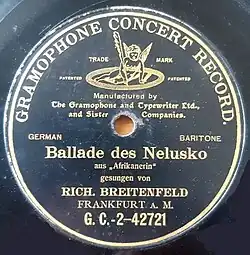 GRAMOPHONE CONCERT RECORD.
TRADE MARK
PATENTED PATENTED
Manufactured by
The Gramophone and Typewriter Ltd.,
and Sister Companies.
GERMAN BARITONE
Ballade des Nelusko
aus „Afrikanerin"
gesungen von
RICH. BREITENFELD
FRANKFURT A. M.
G. C.-2-42721